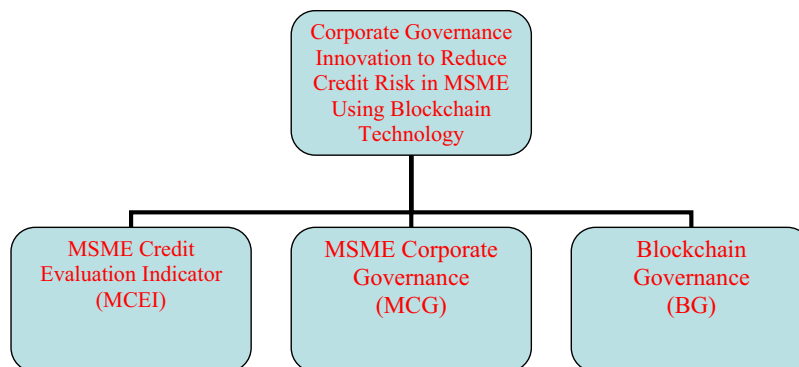 Corporate Governance
Innovation to Reduce
Credit Risk in MSME
Using Blockchain
Technology
MSME Credit
Evaluation Indicator
(MCEI)
MSME Corporate
Governance
(MCG)
Blockchain
Governance
(BG)